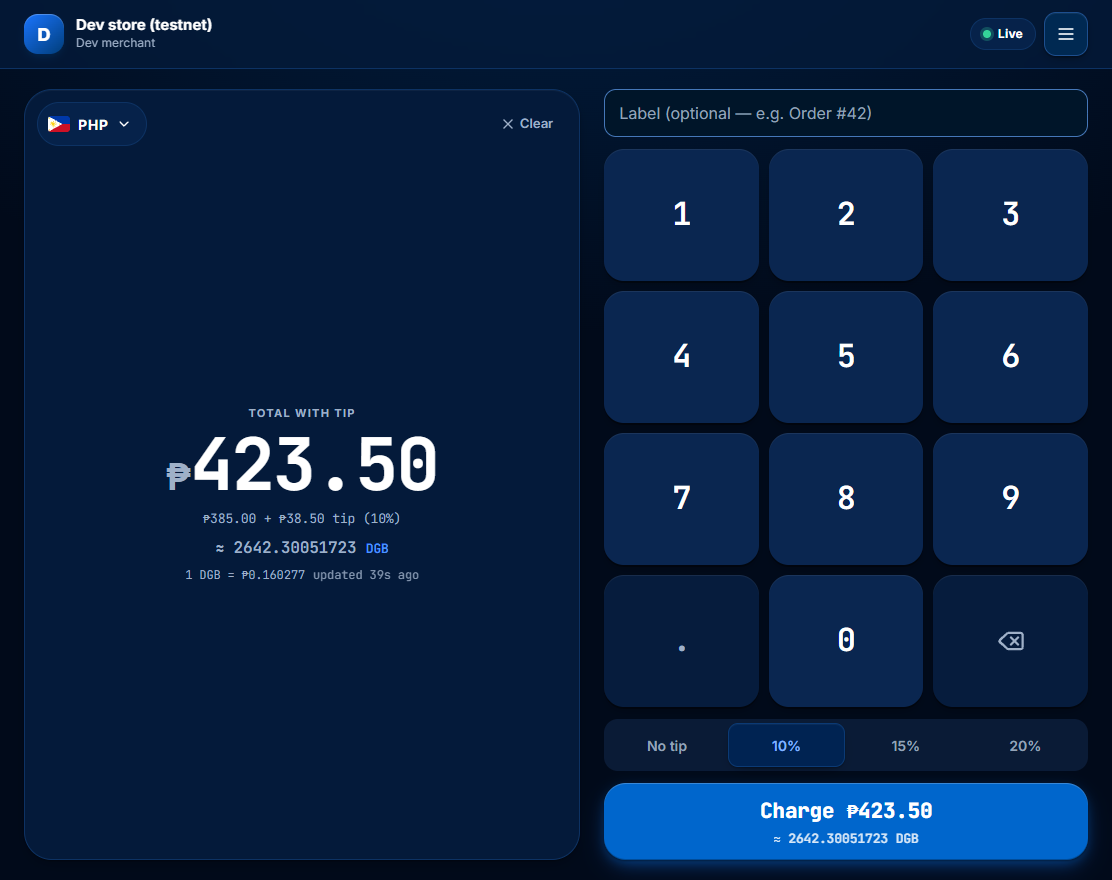 D
Dev store (testnet)
Dev merchant
Live
PHP
Clear
TOTAL WITH TIP
₱423.50
₱385.00 + ₱38.50 tip (10%)
≈ 2642.30051723 DGB
1 DGB = ₱0.160277 updated 39s ago
Label (optional — e.g. Order #42)
1 2 3
4 5 6
7 8 9
. 0
No tip 10% 15% 20%
Charge ₱423.50
≈ 2642.30051723 DGB